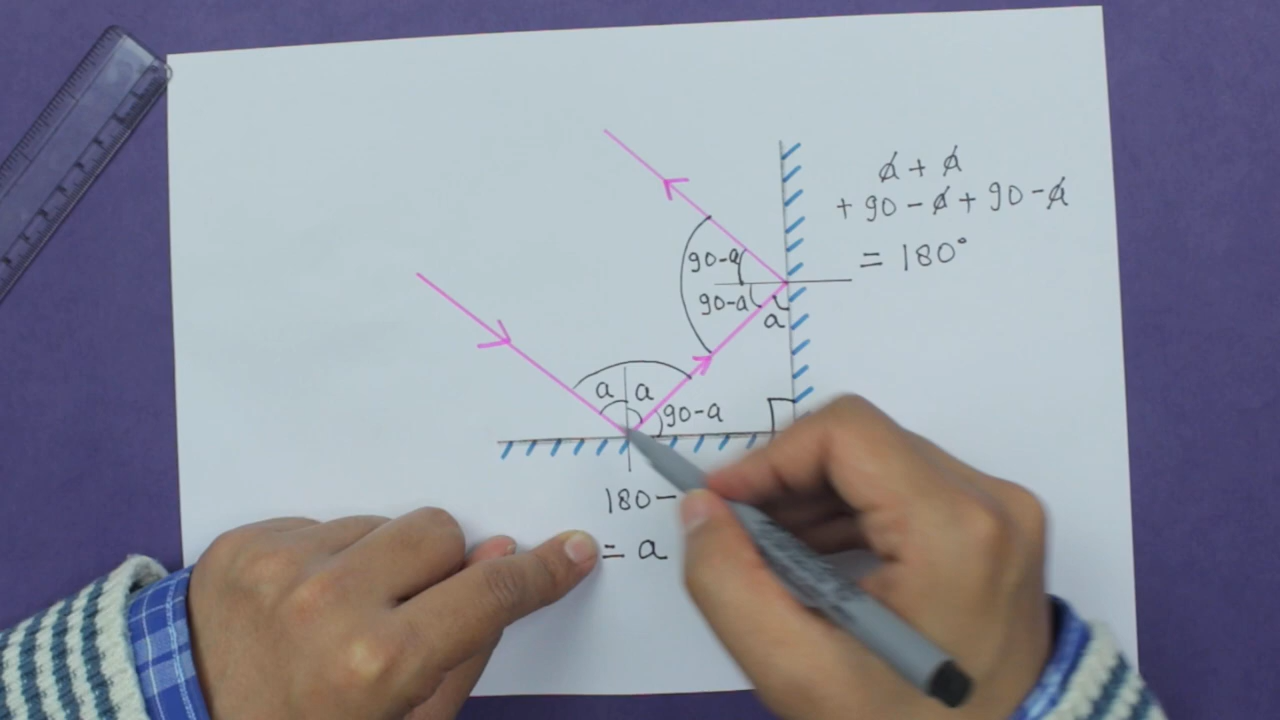 a + a
+ 90 - a + 90 - a
= 180°
90-a
90-a
a
a a
90-a
180-
= a